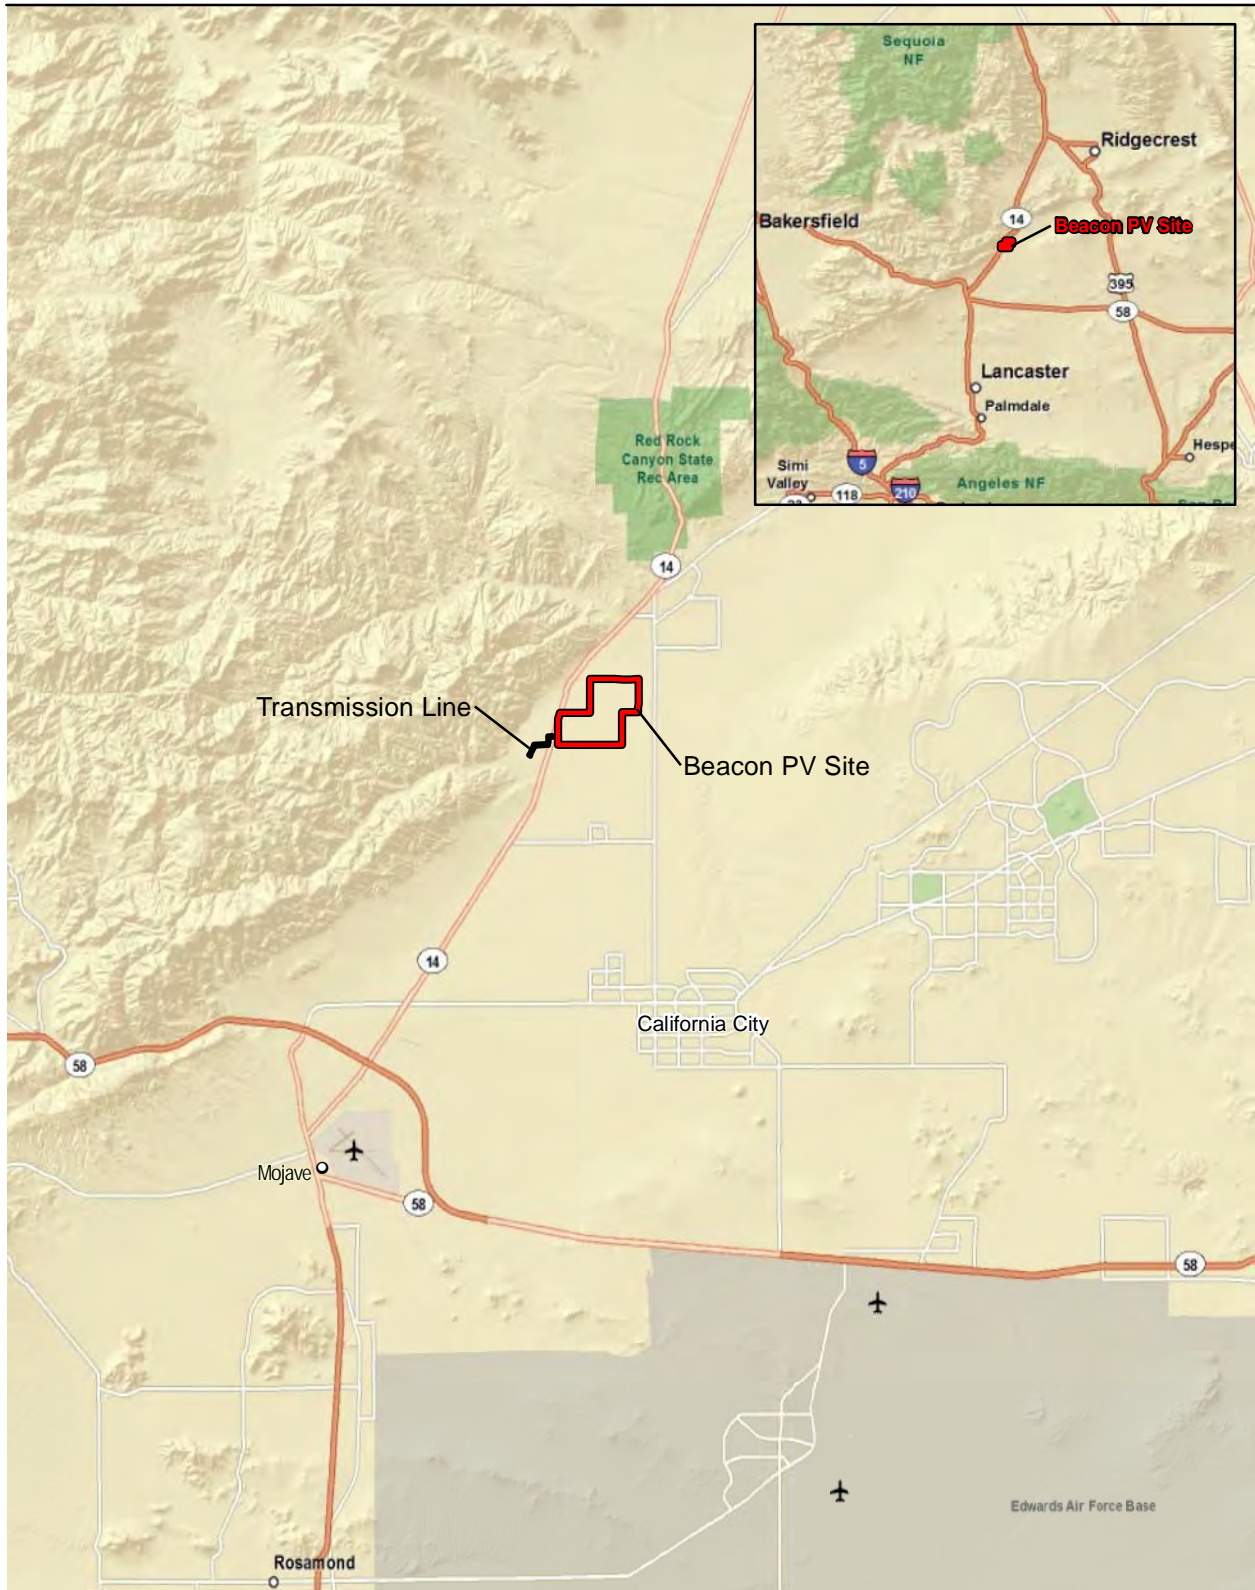 Sequoia
NF
Ridgecrest
14
Bakersfield
Beacon PV Site
395
58
Lancaster
Palmdale
Simi
Valley
5
Angeles NF
118
210
Hespe
Red Rock
Canyon State
Rec Area
14
Transmission Line
Beacon PV Site
14
California City
58
Mojave
58
58
Edwards Air Force Base
Rosamond